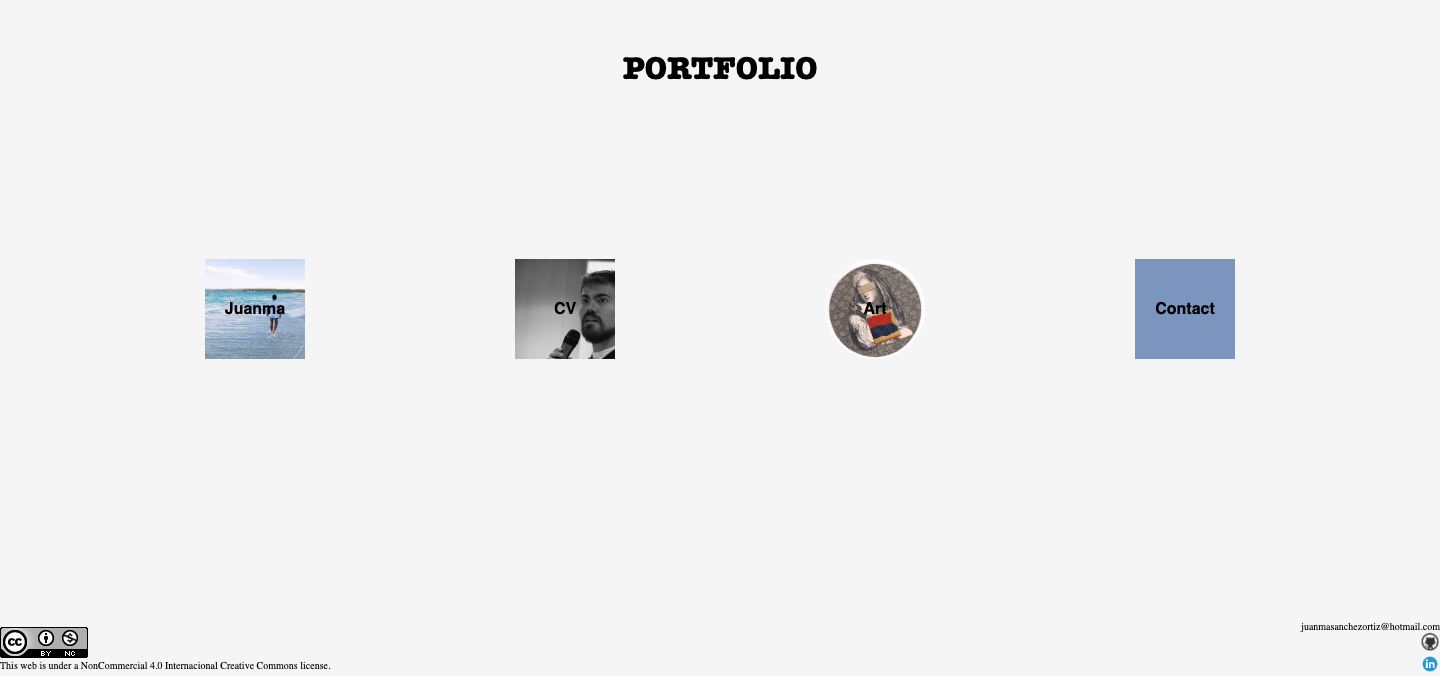 PORTFOLIO
Juanma
CV
Art
Contact
juanmasanchezortiz@hotmail.com
cc
BY NC
in
This web is under a NonCommercial 4.0 Internacional Creative Commons license.